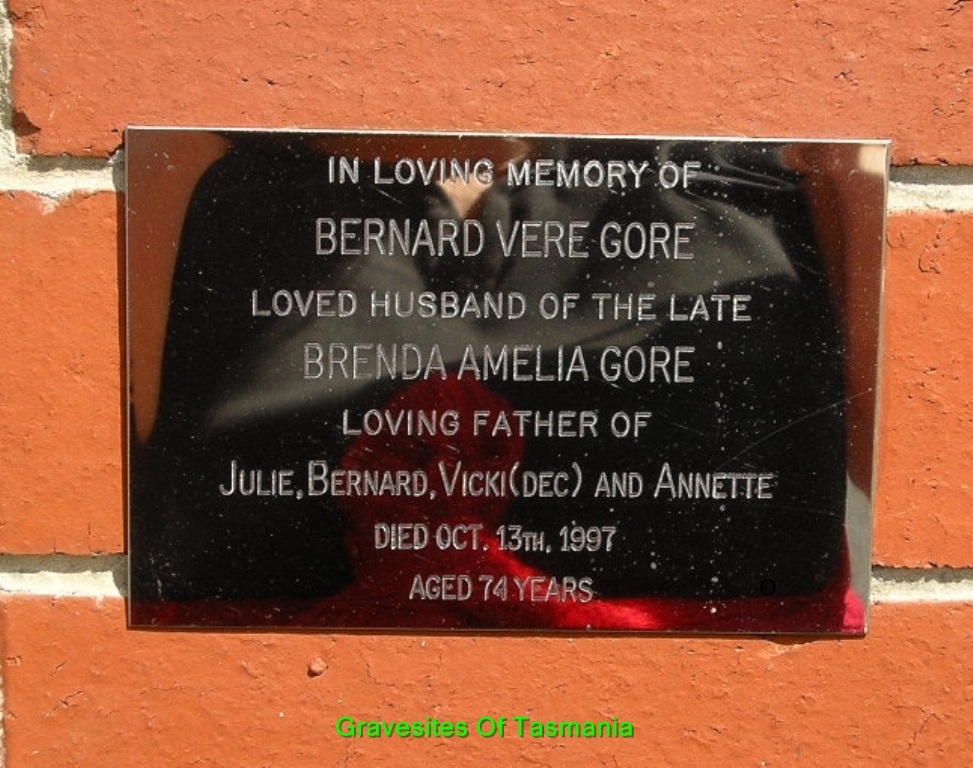 IN LOVING MEMORY OF
BERNARD VERE GORE
LOVED HUSBAND OF THE LATE
BRENDA AMELIA GORE
LOVING FATHER OF
JULIE, BERNARD, VICKI (DEC) AND ANNETTE
DIED OCT. 13TH, 1997
AGED 74 YEARS
©
Gravesites Of Tasmania